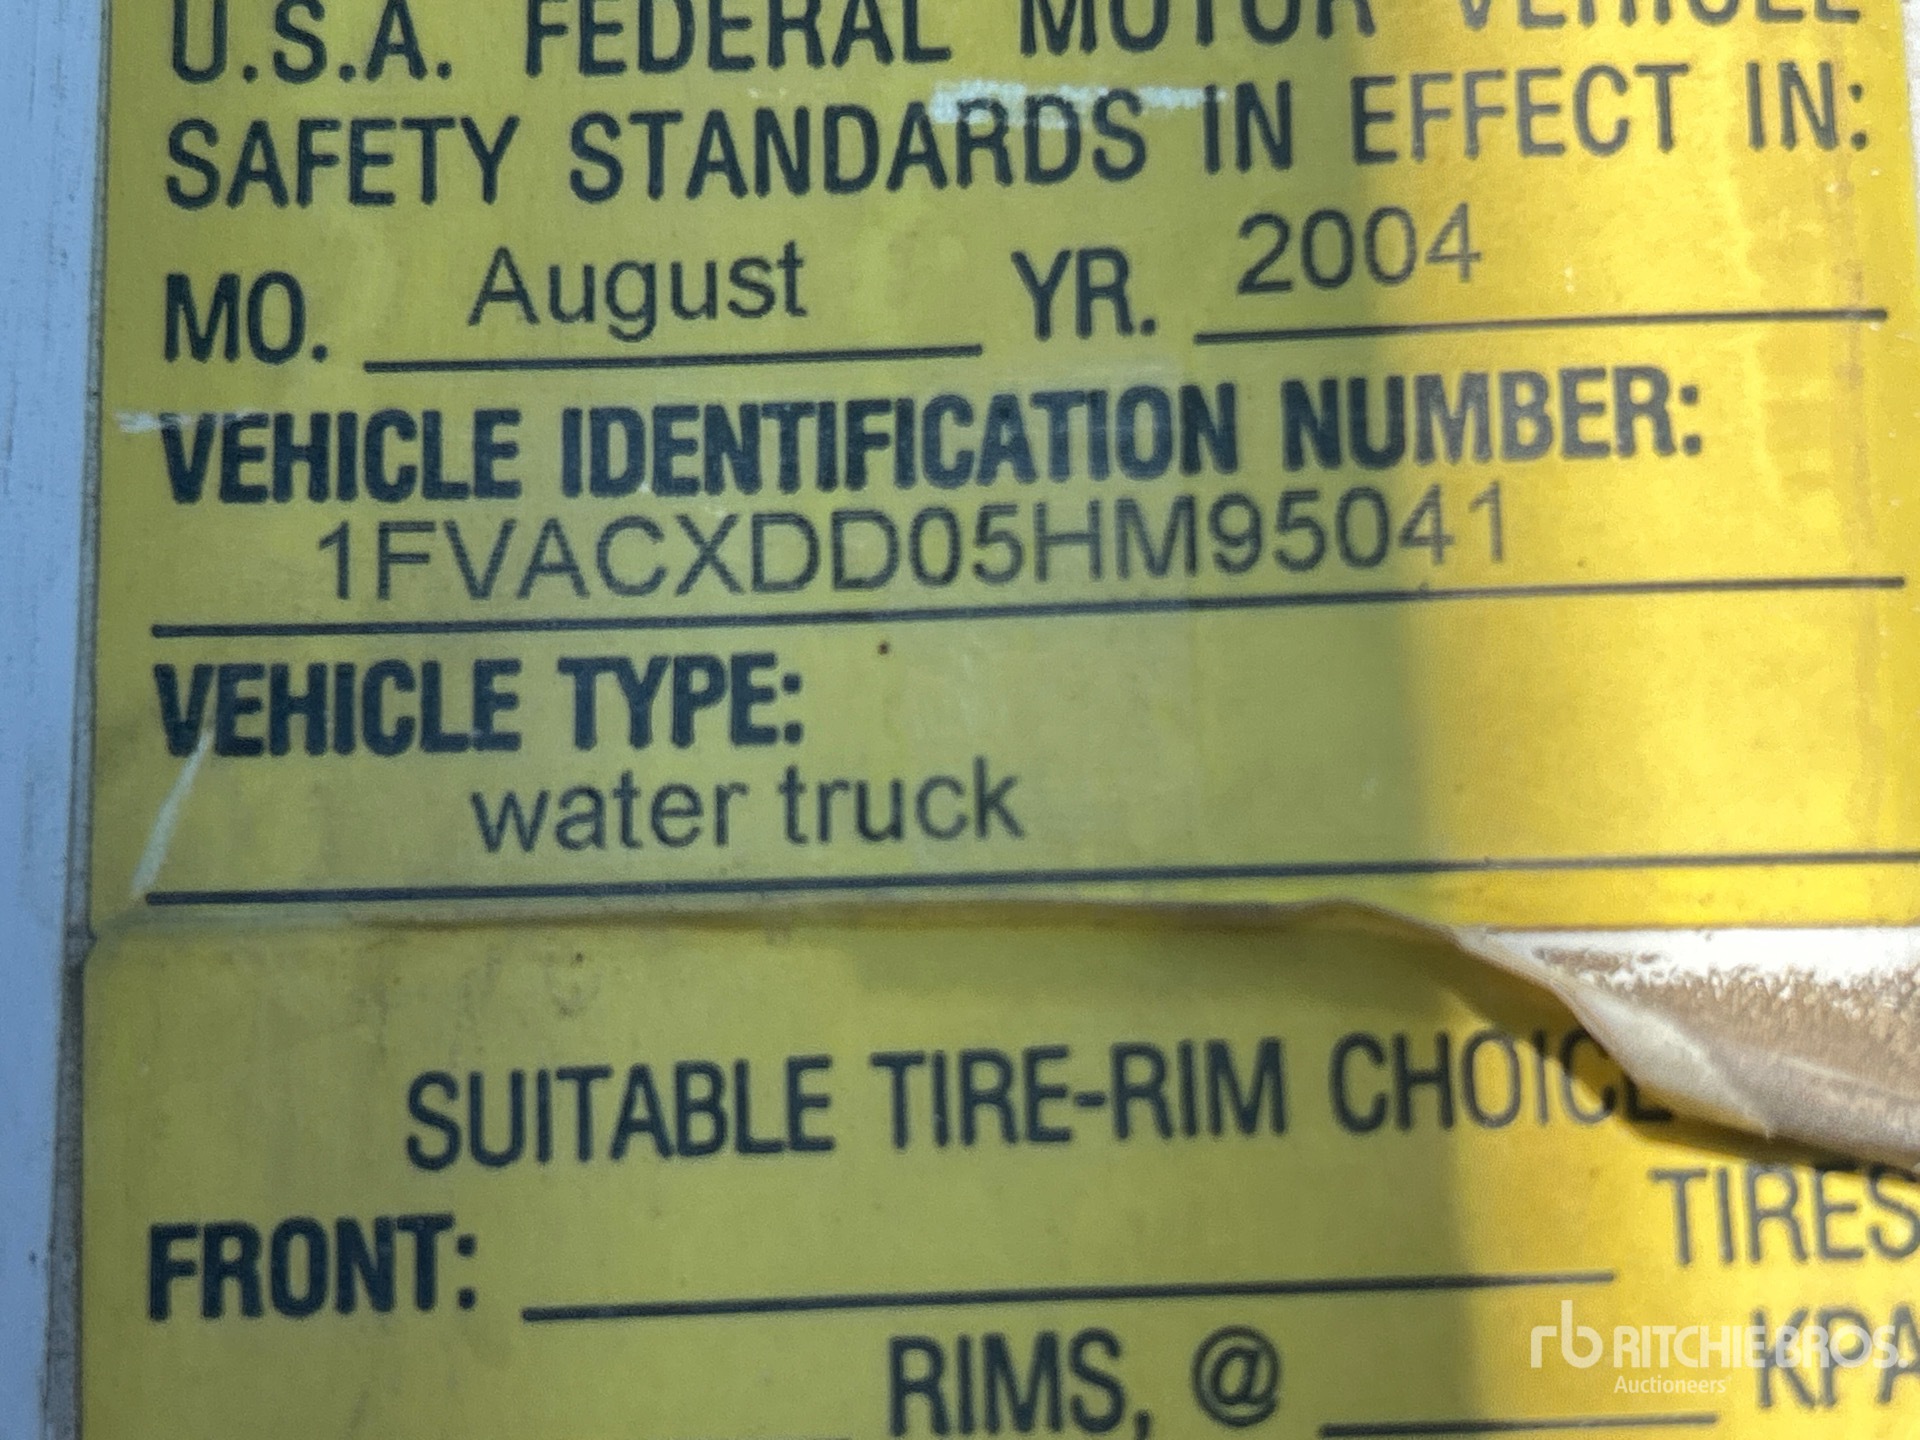 U.S.A. FEDERAL MOTOR VEHICLE
SAFETY STANDARDS IN EFFECT IN:
MO. August YR. 2004
VEHICLE IDENTIFICATION NUMBER:
1FVACXDD05HM95041
VEHICLE TYPE:
water truck
SUITABLE TIRE-RIM CHOICE
TIRES
FRONT:
RIMS, @ KPA
rb RITCHIE BROS.
Auctioneers